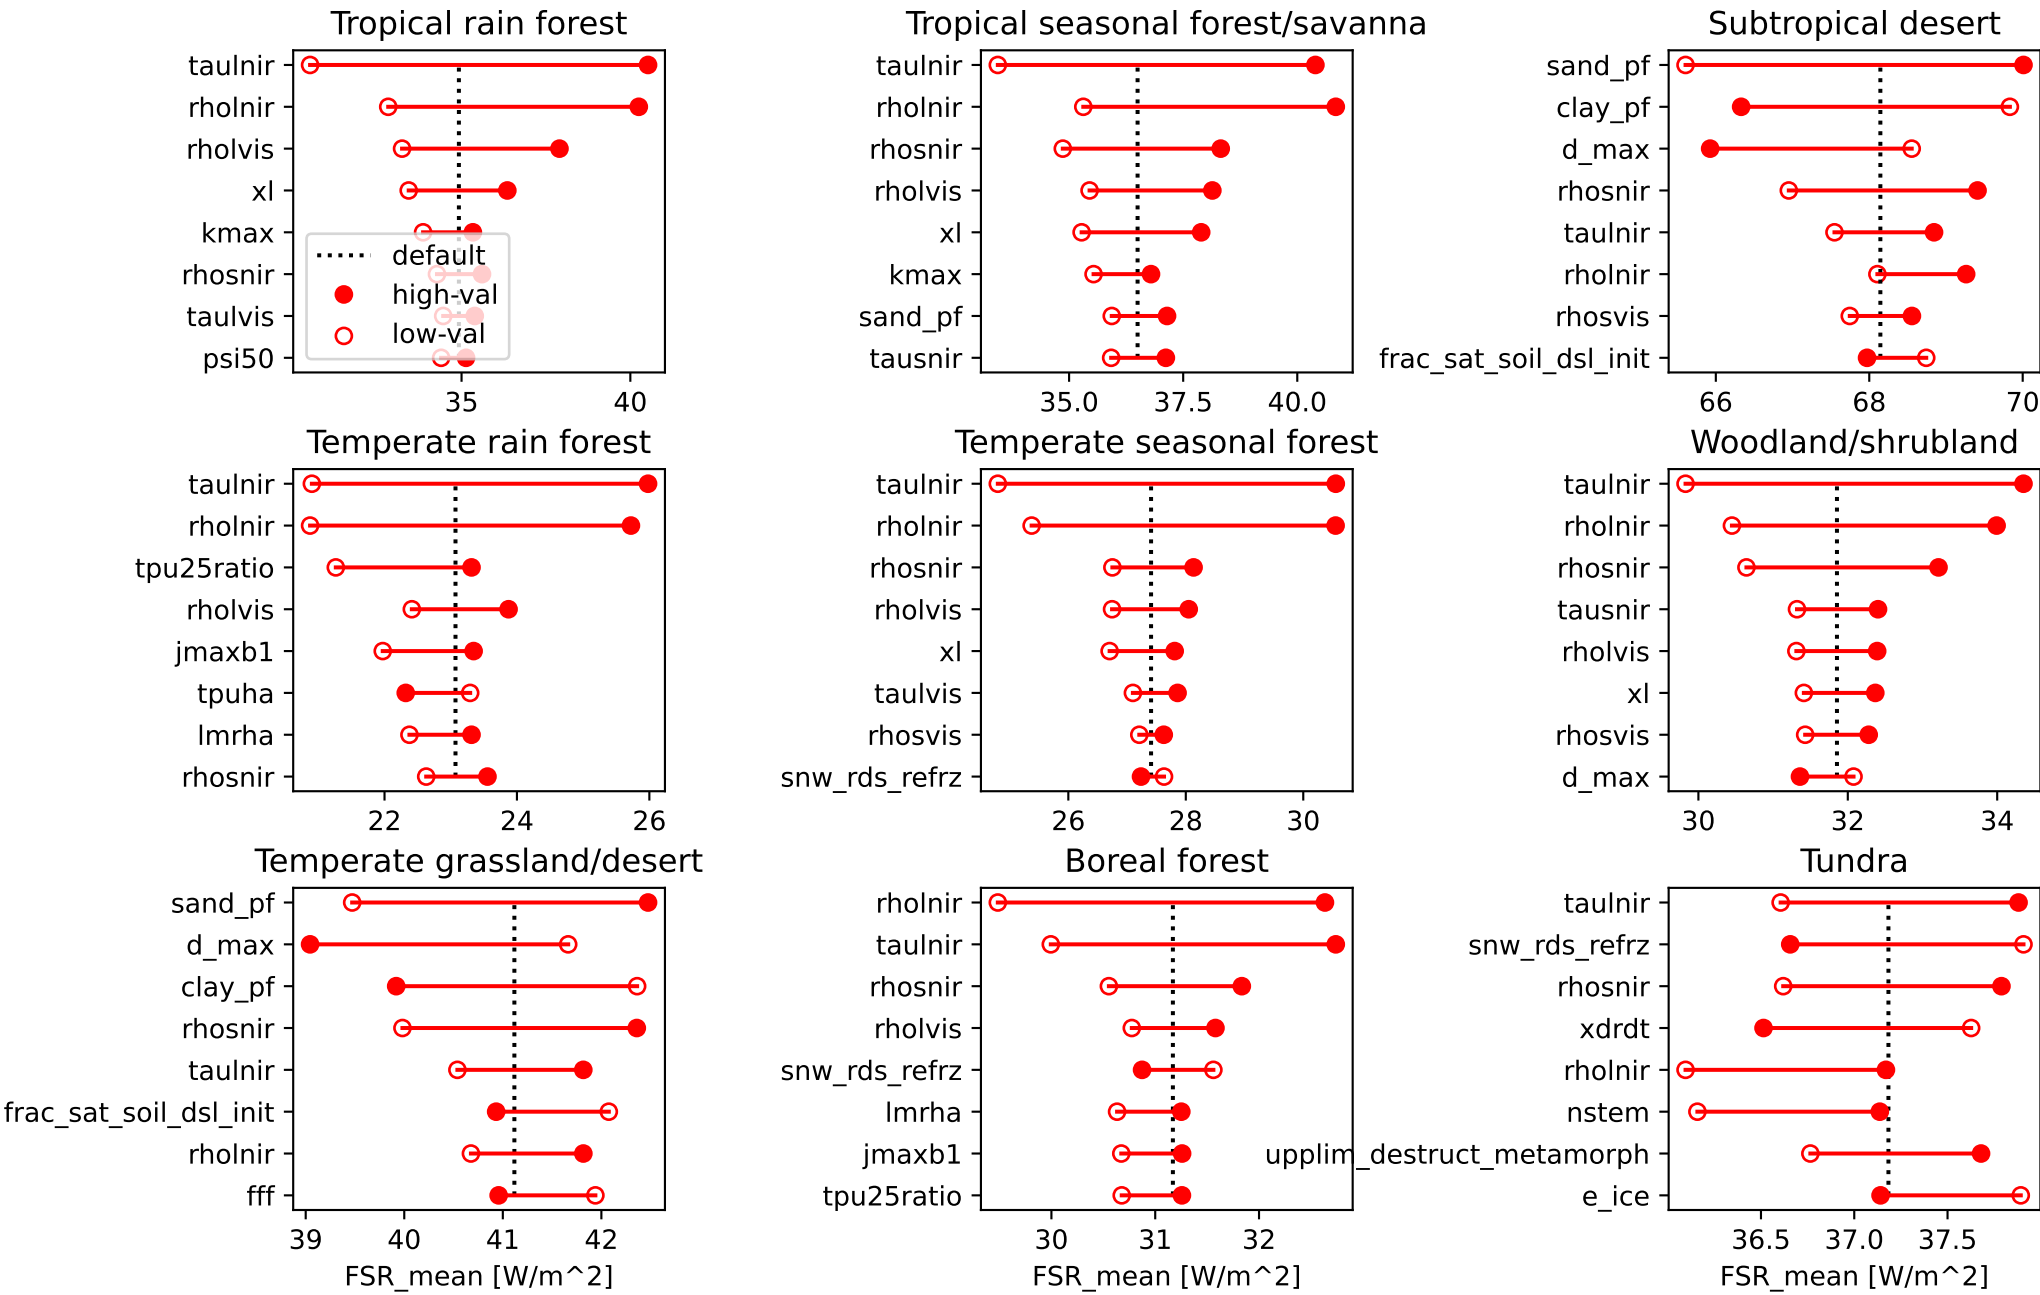 Tropical rain forest
taulnir
rholnir
rholvis
xl
kmax
rhosnir
taulvis
psi50
default
high-val
low-val
35 40
Tropical seasonal forest/savanna
taulnir
rholnir
rhosnir
rholvis
xl
kmax
sand_pf
tausnir
35.0 37.5 40.0
Subtropical desert
sand_pf
clay_pf
d_max
rhosnir
taulnir
rholnir
rhosvis
frac_sat_soil_dsl_init
66 68 70
Temperate rain forest
taulnir
rholnir
tpu25ratio
rholvis
jmaxb1
tpuha
lmrha
rhosnir
22 24 26
Temperate seasonal forest
taulnir
rholnir
rhosnir
rholvis
xl
taulvis
rhosvis
snw_rds_refrz
26 28 30
Woodland/shrubland
taulnir
rholnir
rhosnir
tausnir
rholvis
xl
rhosvis
d_max
30 32 34
Temperate grassland/desert
sand_pf
d_max
clay_pf
rhosnir
taulnir
frac_sat_soil_dsl_init
rholnir
fff
39 40 41 42
FSR_mean [W/m^2]
Boreal forest
rholnir
taulnir
rhosnir
rholvis
snw_rds_refrz
lmrha
jmaxb1
tpu25ratio
30 31 32
FSR_mean [W/m^2]
Tundra
taulnir
snw_rds_refrz
rhosnir
xdrdt
rholnir
nstem
upplim_destruct_metamorph
e_ice
36.5 37.0 37.5
FSR_mean [W/m^2]